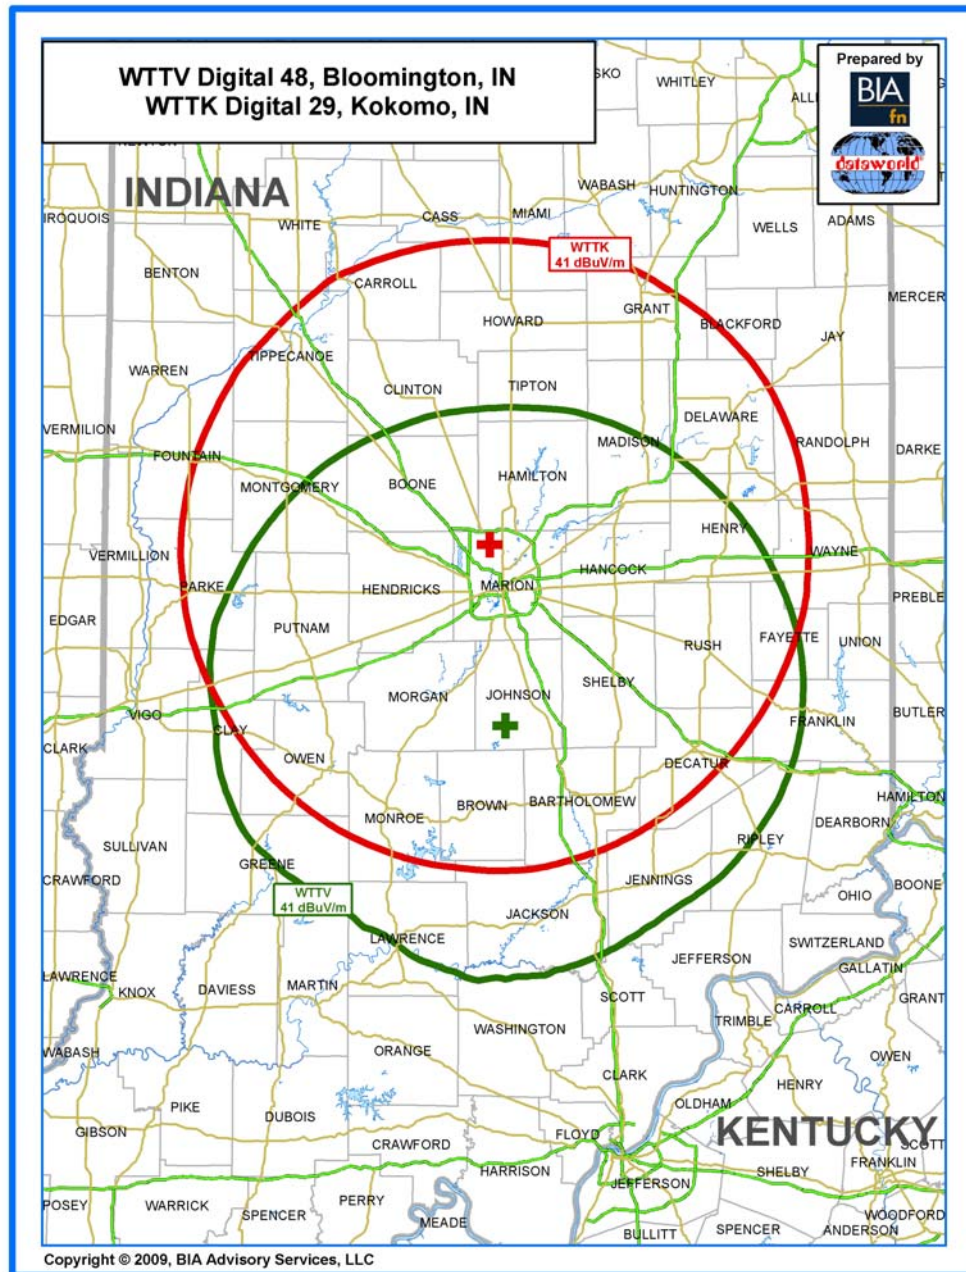 WTTV Digital 48, Bloomington, IN
WTTK Digital 29, Kokomo, IN
Prepared by
BIA
fn
dataworld
WHITLEY
INDIANA
WABASH
HUNTINGTON
IROQUOIS
WHITE
CASS
MIAMI
WELLS
ADAMS
WTTK
41 dBuV/m
BENTON
CARROLL
MERCER
HOWARD
GRANT
BLACKFORD
JAY
TIPPECANOE
WARREN
CLINTON
TIPTON
DELAWARE
VERMILION
FOUNTAIN
MADISON
RANDOLPH
DARKE
MONTGOMERY
BOONE
HAMILTON
HENRY
VERMILLION
WAYNE
PARKE
HENDRICKS
MARION
HANCOCK
PREBLE
EDGAR
PUTNAM
RUSH
FAYETTE
UNION
MORGAN
JOHNSON
SHELBY
VIGO
CLAY
FRANKLIN
BUTLER
CLARK
OWEN
DECATUR
HAMILTON
MONROE
BROWN
BARTHOLOMEW
DEARBORN
SULLIVAN
RIPLEY
GREENE
CRAWFORD
JENNINGS
OHIO
BOONE
WTTV
41 dBuV/m
JACKSON
LAWRENCE
SWITZERLAND
JEFFERSON
GALLATIN
LAWRENCE
KNOX
DAVIESS
MARTIN
SCOTT
CARROLL
GRANT
WASHINGTON
TRIMBLE
WABASH
ORANGE
OWEN
CLARK
HENRY
PIKE
DUBOIS
OLDHAM
GIBSON
CRAWFORD
FLOYD
KENTUCKY
SCOTT
HARRISON
SHELBY
FRANKLIN
JEFFERSON
POSEY
WARRICK
PERRY
SPENCER
MEADE
WOODFORD
BULLITT
SPENCER
ANDERSON
Copyright © 2009, BIA Advisory Services, LLC